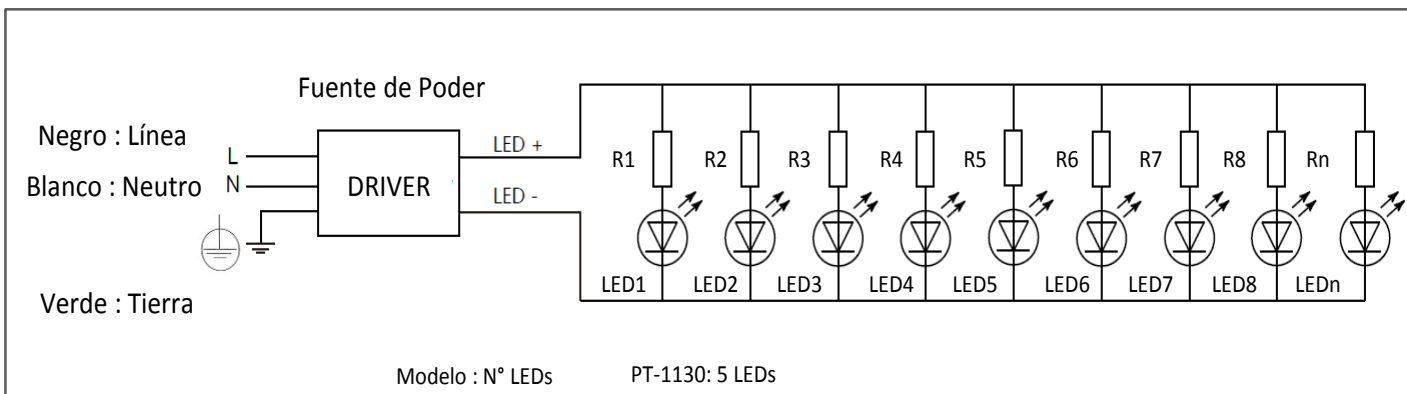 Fuente de Poder
Negro : Línea
L
LED +
Blanco : Neutro
N
DRIVER
LED -
R1 R2 R3 R4 R5 R6 R7 R8 Rn
LED1 LED2 LED3 LED4 LED5 LED6 LED7 LED8 LEDn
Verde : Tierra
Modelo : N° LEDs PT-1130: 5 LEDs